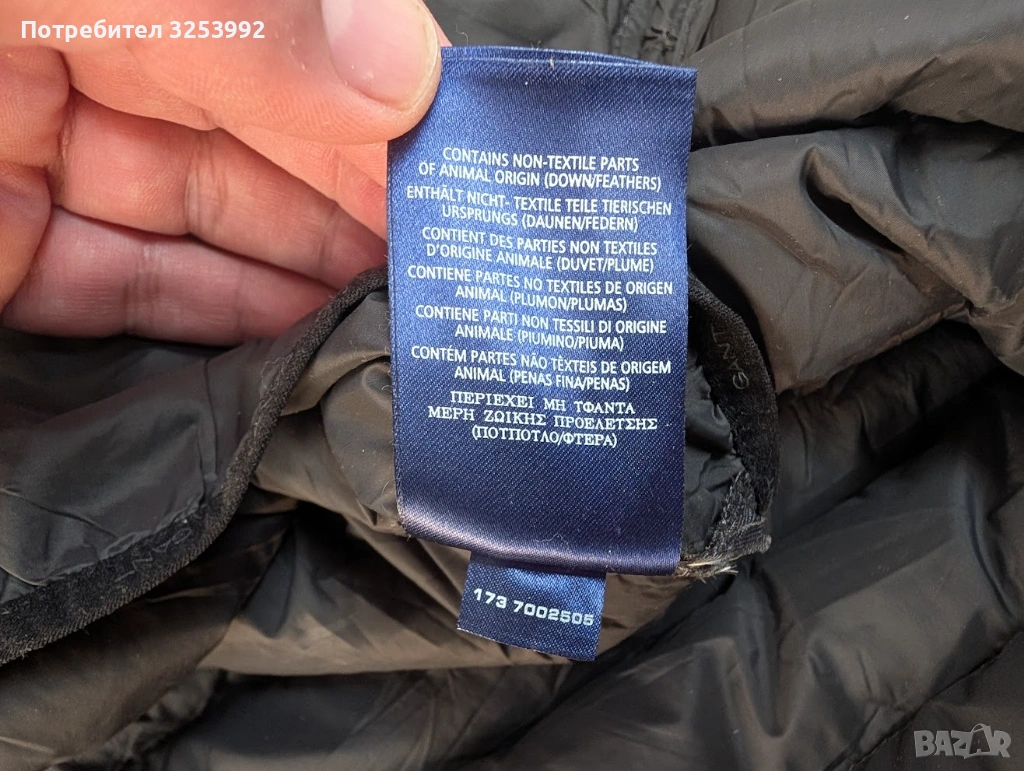 Потребител 3253992
CONTAINS NON-TEXTILE PARTS
OF ANIMAL ORIGIN (DOWN/FEATHERS)
ENTHÄLT NICHT- TEXTILE TEILE TIERISCHEN
URSPRUNGS (DAUNEN/FEDERN)
CONTIENT DES PARTIES NON TEXTILES
D'ORIGINE ANIMALE (DUVET/PLUME)
CONTIENE PARTES NO TEXTILES DE ORIGEN
ANIMAL (PLUMON/PLUMAS)
CONTIENE PARTI NON TESSILI DI ORIGINE
ANIMALE (PIUMINO/PIUMA)
CONTÉM PARTES NÃO TÊXTEIS DE ORIGEM
ANIMAL (PENAS FINA/PENAS)
ΠΕΡΙΕΧΕΙ ΜΗ ΤΦΑΝΤΑ
ΜΕΡΗ ΖΩΙΚΗΣ ΠΡΟΕΛΕΤΣΗΣ
(ΠΟΤΠΟΤΛΟ/ΦΤΕΡΑ)
173 7002505
BAZAR